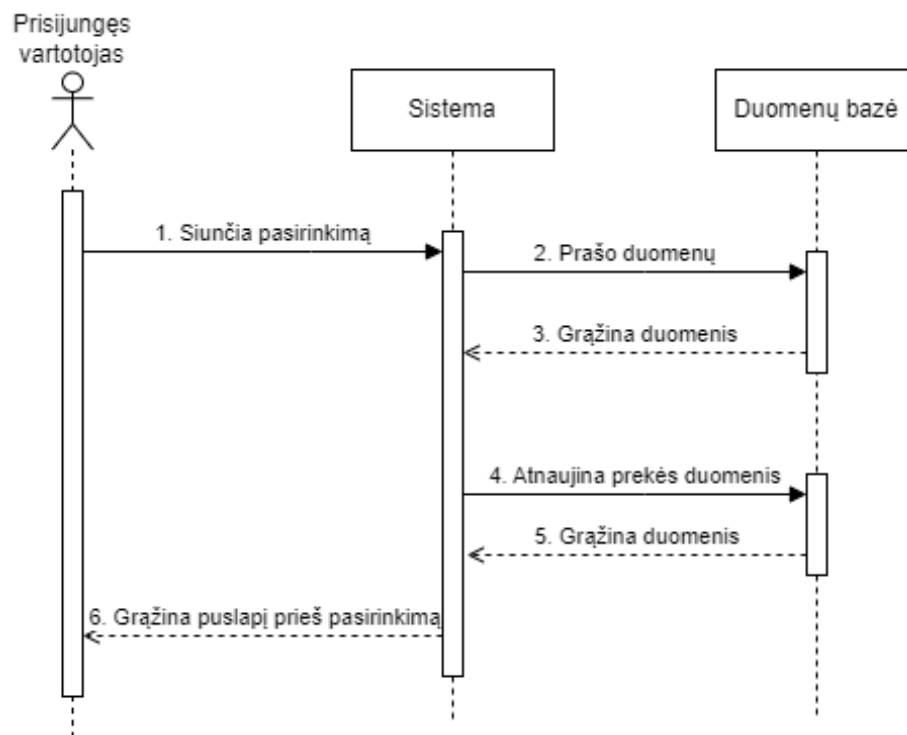 Prisijungęs
vartotojas
Sistema
Duomenų bazė
1. Siunčia pasirinkimą
2. Prašo duomenų
3. Grąžina duomenis
4. Atnaujina prekės duomenis
5. Grąžina duomenis
6. Grąžina puslapį prieš pasirinkimą